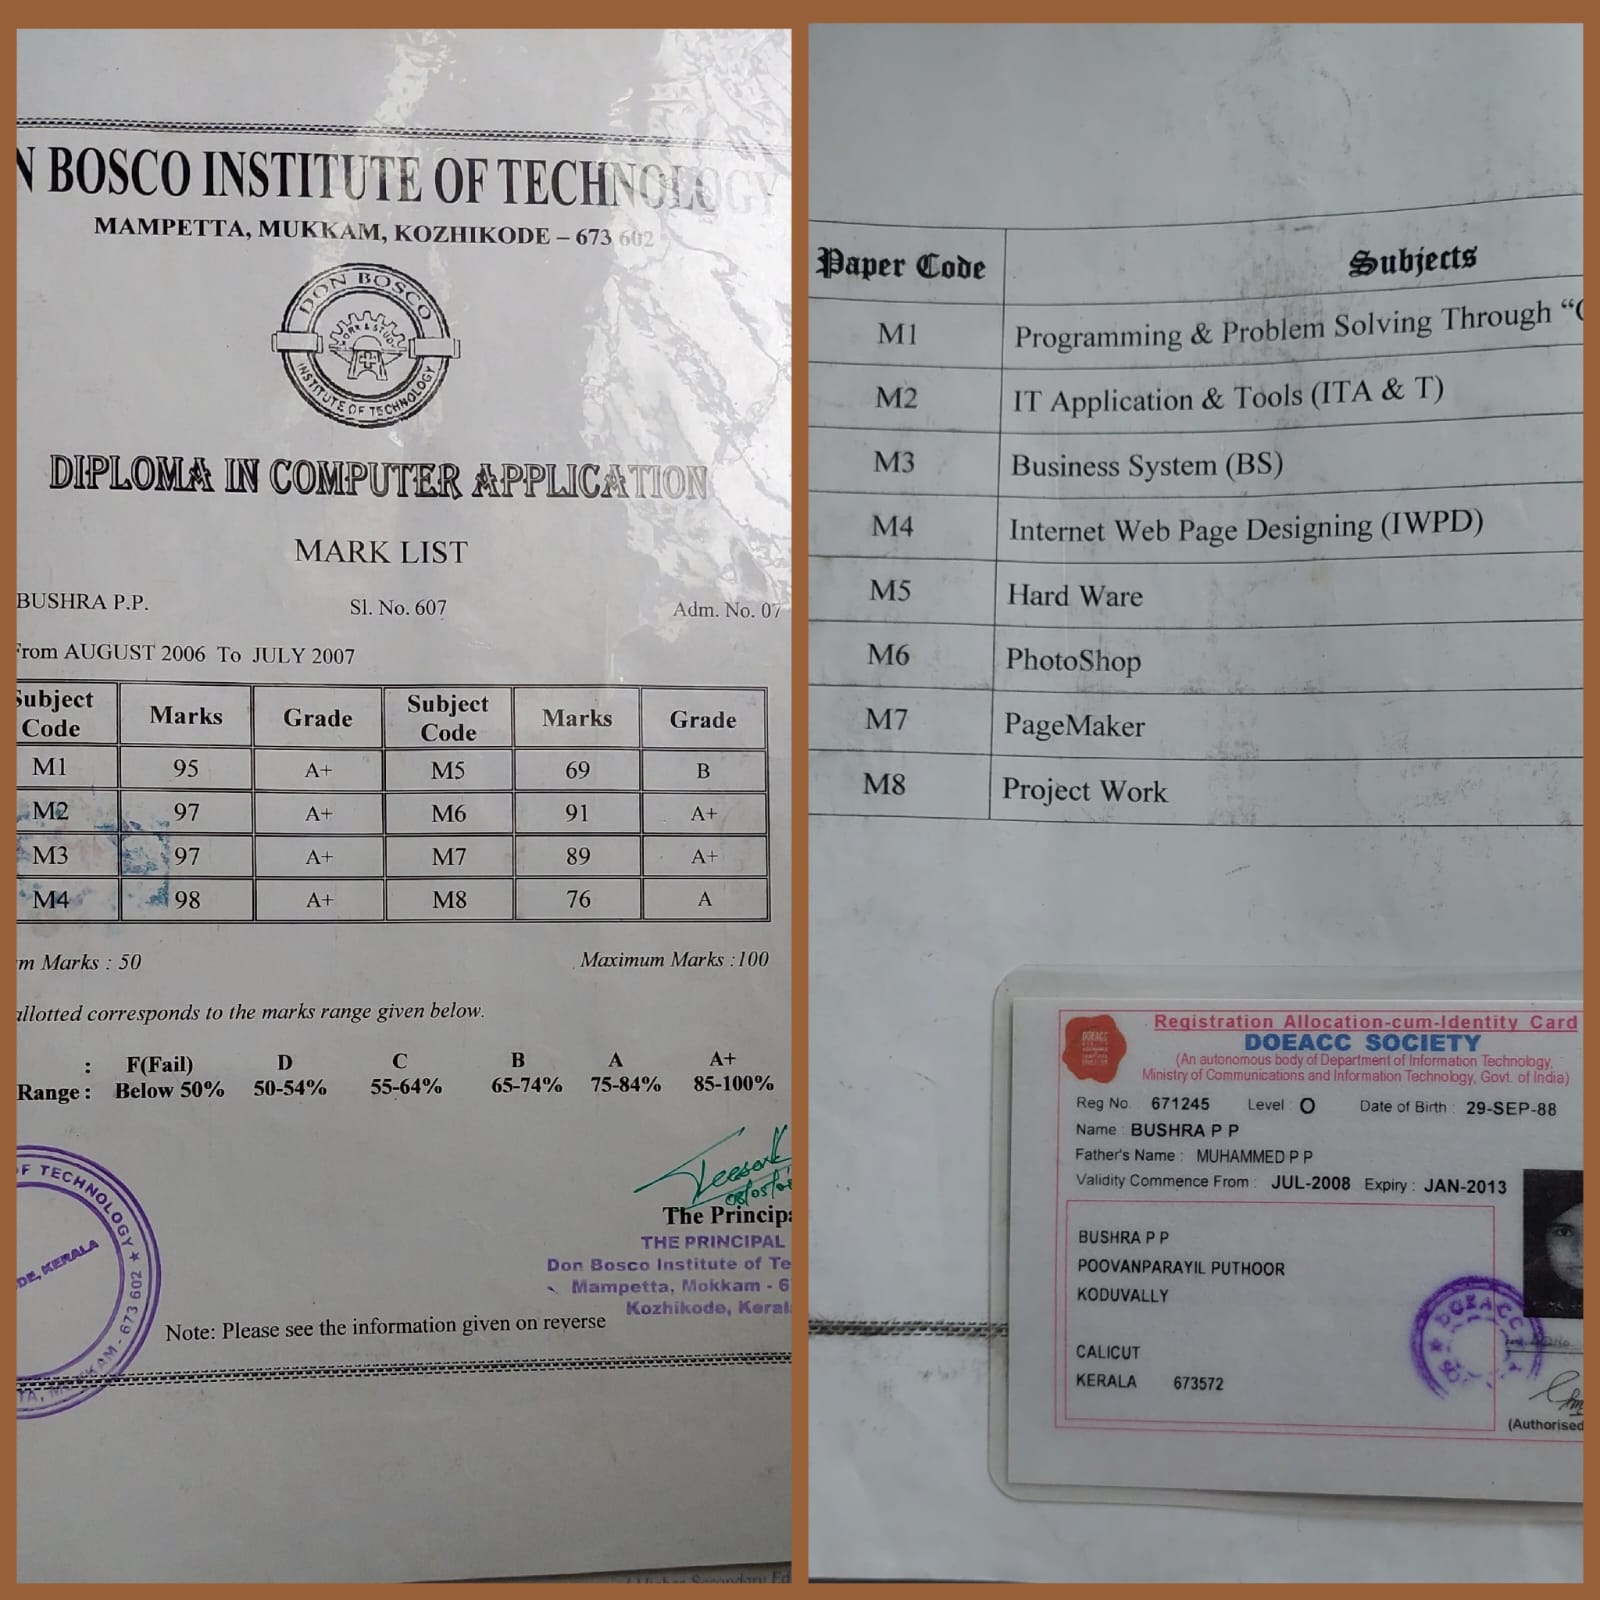 N BOSCO INSTITUTE OF TECHNOLOGY
MAMPETTA, MUKKAM, KOZHIKODE – 673 602
DON BOSCO
WORK & STUDY
INSTITUTE OF TECHNOLOGY
DIPLOMA IN COMPUTER APPLICATION
MARK LIST
BUSHRA P.P. Sl. No. 607 Adm. No. 07
From AUGUST 2006 To JULY 2007
Subject Code Marks Grade Subject Code Marks Grade
M1 95 A+ M5 69 B
M2 97 A+ M6 91 A+
M3 97 A+ M7 89 A+
M4 98 A+ M8 76 A
m Marks : 50 Maximum Marks :100
allotted corresponds to the marks range given below.
: F(Fail) D C B A A+
Range : Below 50% 50-54% 55-64% 65-74% 75-84% 85-100%
OF TECHNOLOGY ★
DE, KERALA
KAM - 673 602
The Principa
THE PRINCIPAL
Don Bosco Institute of Te
Mampetta, Mokkam - 6
Kozhikode, Keral
Note: Please see the information given on reverse
Paper Code Subjects
M1 Programming & Problem Solving Through “C
M2 IT Application & Tools (ITA & T)
M3 Business System (BS)
M4 Internet Web Page Designing (IWPD)
M5 Hard Ware
M6 PhotoShop
M7 PageMaker
M8 Project Work
Registration Allocation-cum-Identity Card
DOEACC
DOEACC SOCIETY
(An autonomous body of Department of Information Technology,
Ministry of Communications and Information Technology, Govt. of India)
Reg No. 671245 Level O Date of Birth : 29-SEP-88
Name : BUSHRA P P
Father's Name : MUHAMMED P P
Validity Commence From : JUL-2008 Expiry : JAN-2013
BUSHRA P P
POOVANPARAYIL PUTHOOR
KODUVALLY
CALICUT
KERALA 673572
DOEACC
(Authorised